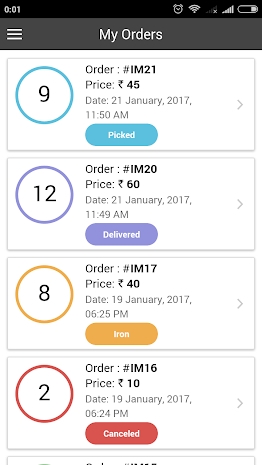 0:01
My Orders
9
Order : #IM21
Price: ₹ 45
Date: 21 January, 2017,
11:50 AM
Picked
12
Order : #IM20
Price: ₹ 60
Date: 21 January, 2017,
11:49 AM
Delivered
8
Order : #IM17
Price: ₹ 40
Date: 19 January, 2017,
06:25 PM
Iron
2
Order : #IM16
Price: ₹ 10
Date: 19 January, 2017,
06:24 PM
Canceled